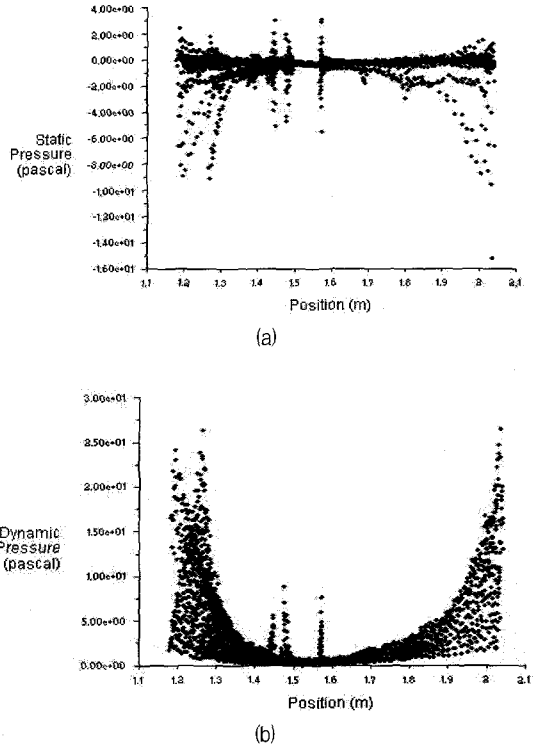 4.00e+00
2.00e+00
0.00e+00
-2.00e+00
-4.00e+00
-6.00e+00
-8.00e+00
-1.00e+01
-1.20e+01
-1.40e+01
-1.60e+01
Static
Pressure
(pascal)
1.1 1.2 1.3 1.4 1.5 1.6 1.7 1.8 1.9 2 2.1
Position (m)
(a)
3.00e+01
2.50e+01
2.00e+01
1.50e+01
1.00e+01
5.00e+00
0.00e+00
Dynamic
Pressure
(pascal)
1.1 1.2 1.3 1.4 1.5 1.6 1.7 1.8 1.9 2 2.1
Position (m)
(b)